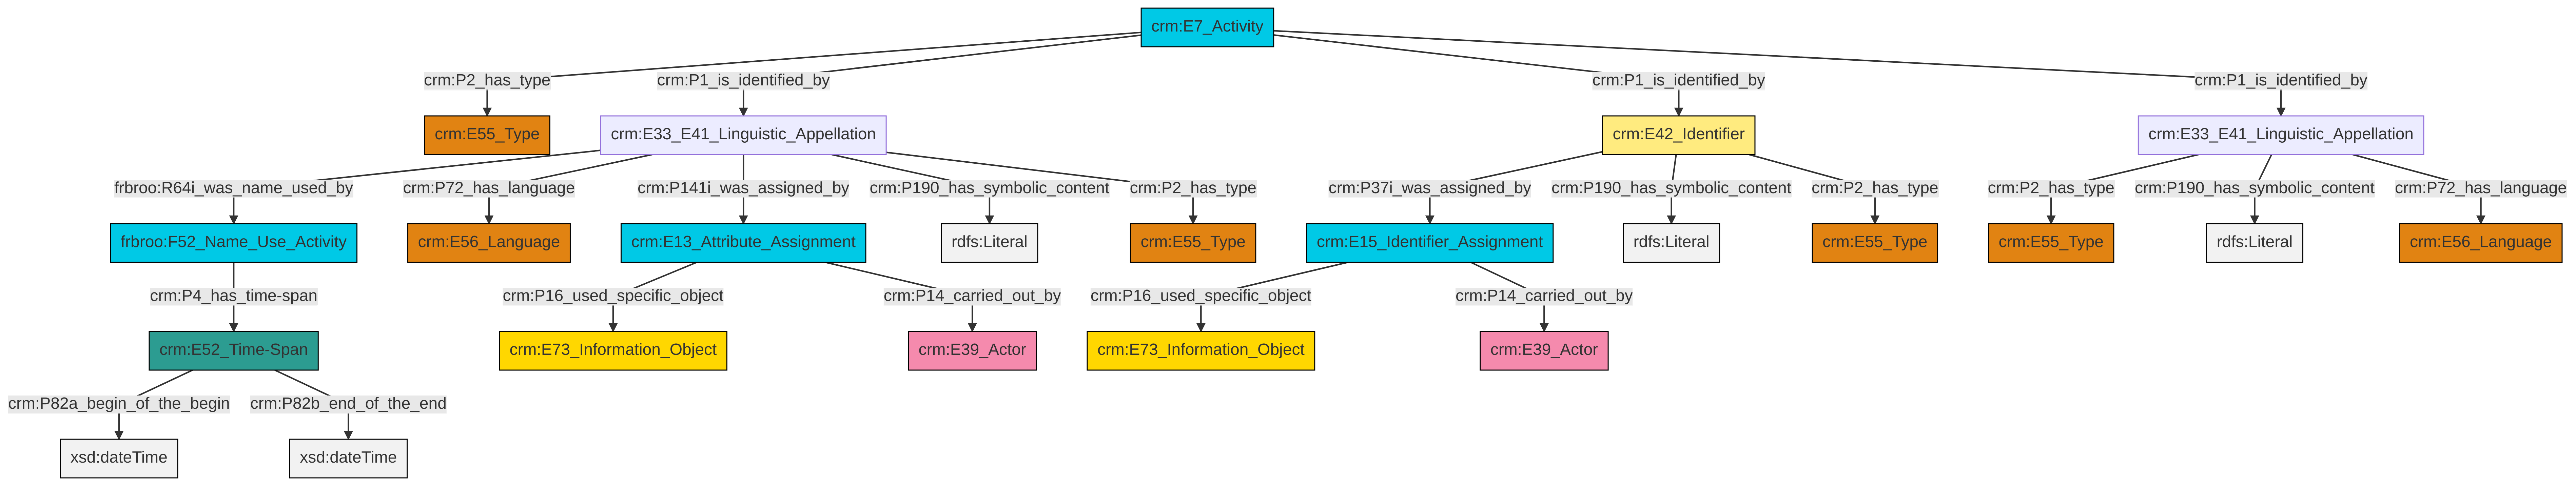 crm:E7_Activity
crm:P2_has_type
crm:P1_is_identified_by
crm:P1_is_identified_by
crm:P1_is_identified_by
crm:E55_Type
crm:E33_E41_Linguistic_Appellation
crm:E42_Identifier
crm:E33_E41_Linguistic_Appellation
frbroo:R64i_was_name_used_by
crm:P72_has_language
crm:P141i_was_assigned_by
crm:P190_has_symbolic_content
crm:P2_has_type
crm:P37i_was_assigned_by
crm:P190_has_symbolic_content
crm:P2_has_type
crm:P2_has_type
crm:P190_has_symbolic_content
crm:P72_has_language
frbroo:F52_Name_Use_Activity
crm:E56_Language
crm:E13_Attribute_Assignment
rdfs:Literal
crm:E55_Type
crm:E15_Identifier_Assignment
rdfs:Literal
crm:E55_Type
crm:E55_Type
rdfs:Literal
crm:E56_Language
crm:P4_has_time-span
crm:P16_used_specific_object
crm:P14_carried_out_by
crm:P16_used_specific_object
crm:P14_carried_out_by
crm:E52_Time-Span
crm:E73_Information_Object
crm:E39_Actor
crm:E73_Information_Object
crm:E39_Actor
crm:P82a_begin_of_the_begin
crm:P82b_end_of_the_end
xsd:dateTime
xsd:dateTime